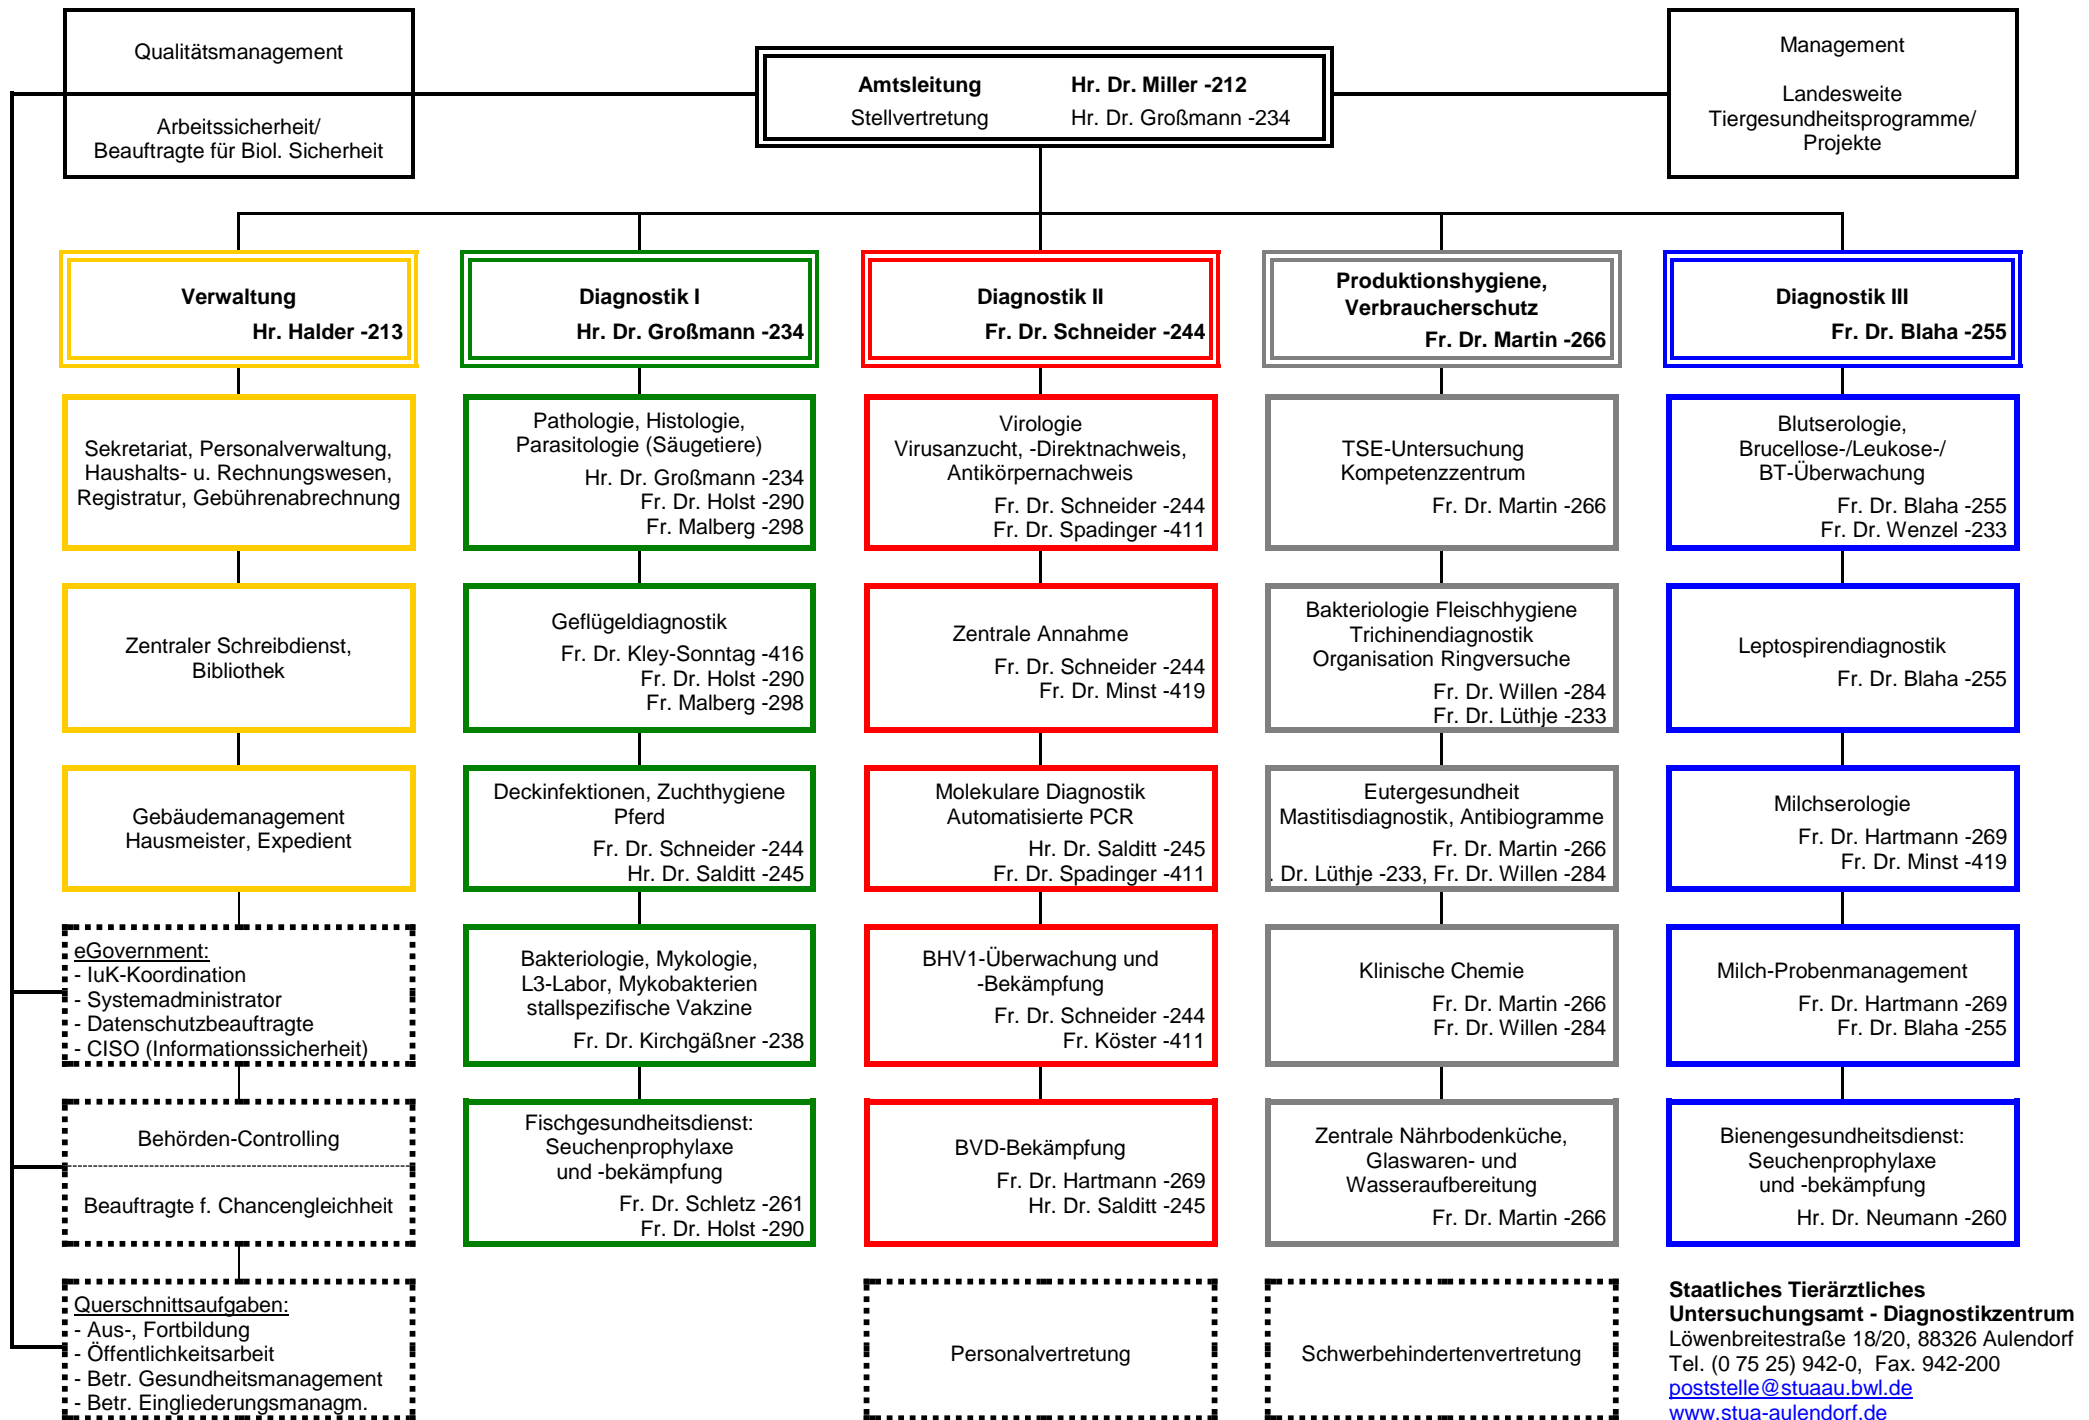 Qualitätsmanagement
Arbeitssicherheit/
Beauftragte für Biol. Sicherheit
Amtsleitung Hr. Dr. Miller -212
Stellvertretung Hr. Dr. Großmann -234
Management
Landesweite
Tiergesundheitsprogramme/
Projekte
Verwaltung
Hr. Halder -213
Sekretariat, Personalverwaltung,
Haushalts- u. Rechnungswesen,
Registratur, Gebührenabrechnung
Zentraler Schreibdienst,
Bibliothek
Gebäudemanagement
Hausmeister, Expedient
eGovernment:
- IuK-Koordination
- Systemadministrator
- Datenschutzbeauftragte
- CISO (Informationssicherheit)
Behörden-Controlling
Beauftragte f. Chancengleichheit
Querschnittsaufgaben:
- Aus-, Fortbildung
- Öffentlichkeitsarbeit
- Betr. Gesundheitsmanagement
- Betr. Eingliederungsmanagm.
Diagnostik I
Hr. Dr. Großmann -234
Pathologie, Histologie,
Parasitologie (Säugetiere)
Hr. Dr. Großmann -234
Fr. Dr. Holst -290
Fr. Malberg -298
Geflügeldiagnostik
Fr. Dr. Kley-Sonntag -416
Fr. Dr. Holst -290
Fr. Malberg -298
Deckinfektionen, Zuchthygiene
Pferd
Fr. Dr. Schneider -244
Hr. Dr. Salditt -245
Bakteriologie, Mykologie,
L3-Labor, Mykobakterien
stallspezifische Vakzine
Fr. Dr. Kirchgäßner -238
Fischgesundheitsdienst:
Seuchenprophylaxe
und -bekämpfung
Fr. Dr. Schletz -261
Fr. Dr. Holst -290
Diagnostik II
Fr. Dr. Schneider -244
Virologie
Virusanzucht, -Direktnachweis,
Antikörpernachweis
Fr. Dr. Schneider -244
Fr. Dr. Spadinger -411
Zentrale Annahme
Fr. Dr. Schneider -244
Fr. Dr. Minst -419
Molekulare Diagnostik
Automatisierte PCR
Hr. Dr. Salditt -245
Fr. Dr. Spadinger -411
BHV1-Überwachung und
-Bekämpfung
Fr. Dr. Schneider -244
Fr. Köster -411
BVD-Bekämpfung
Fr. Dr. Hartmann -269
Hr. Dr. Salditt -245
Personalvertretung
Produktionshygiene,
Verbraucherschutz
Fr. Dr. Martin -266
TSE-Untersuchung
Kompetenzzentrum
Fr. Dr. Martin -266
Bakteriologie Fleischhygiene
Trichinendiagnostik
Organisation Ringversuche
Fr. Dr. Willen -284
Fr. Dr. Lüthje -233
Eutergesundheit
Mastitisdiagnostik, Antibiogramme
Fr. Dr. Martin -266
. Dr. Lüthje -233, Fr. Dr. Willen -284
Klinische Chemie
Fr. Dr. Martin -266
Fr. Dr. Willen -284
Zentrale Nährbodenküche,
Glaswaren- und
Wasseraufbereitung
Fr. Dr. Martin -266
Schwerbehindertenvertretung
Diagnostik III
Fr. Dr. Blaha -255
Blutserologie,
Brucellose-/Leukose-/
BT-Überwachung
Fr. Dr. Blaha -255
Fr. Dr. Wenzel -233
Leptospirendiagnostik
Fr. Dr. Blaha -255
Milchserologie
Fr. Dr. Hartmann -269
Fr. Dr. Minst -419
Milch-Probenmanagement
Fr. Dr. Hartmann -269
Fr. Dr. Blaha -255
Bienengesundheitsdienst:
Seuchenprophylaxe
und -bekämpfung
Hr. Dr. Neumann -260
Staatliches Tierärztliches
Untersuchungsamt - Diagnostikzentrum
Löwenbreitestraße 18/20, 88326 Aulendorf
Tel. (0 75 25) 942-0, Fax. 942-200
poststelle@stuaau.bwl.de
www.stua-aulendorf.de